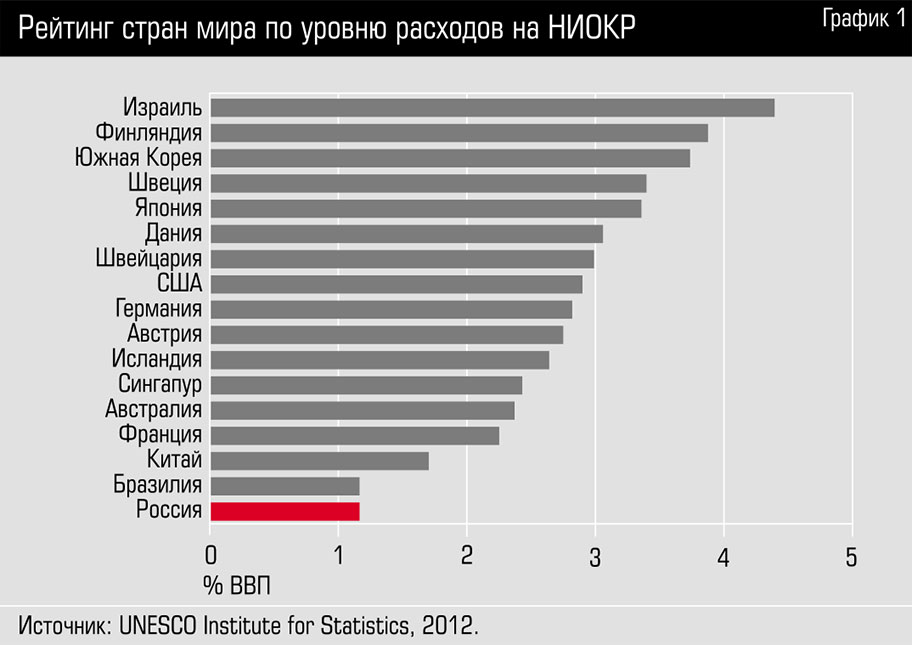 Рейтинг стран мира по уровню расходов на НИОКР
График 1
Израиль
Финляндия
Южная Корея
Швеция
Япония
Дания
Швейцария
США
Германия
Австрия
Исландия
Сингапур
Австралия
Франция
Китай
Бразилия
Россия
0 1 2 3 4 5
% ВВП
Источник: UNESCO Institute for Statistics, 2012.